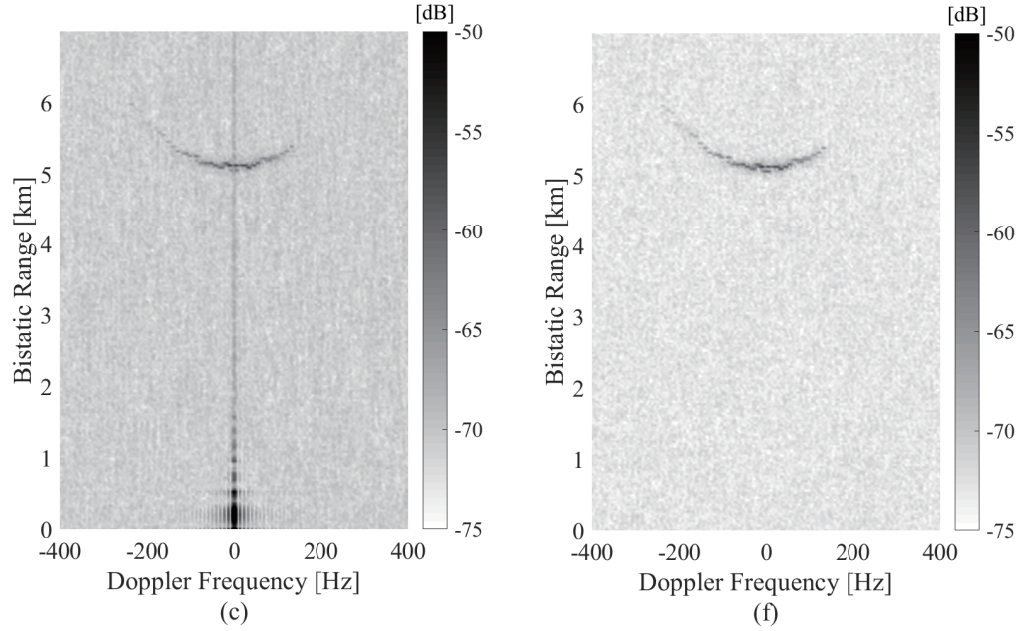 [dB]
-50
-55
-60
-65
-70
-75
6
5
4
3
2
1
0
Bistatic Range [km]
-400 -200 0 200 400
Doppler Frequency [Hz]
(c)
[dB]
-50
-55
-60
-65
-70
-75
6
5
4
3
2
1
0
Bistatic Range [km]
-400 -200 0 200 400
Doppler Frequency [Hz]
(f)